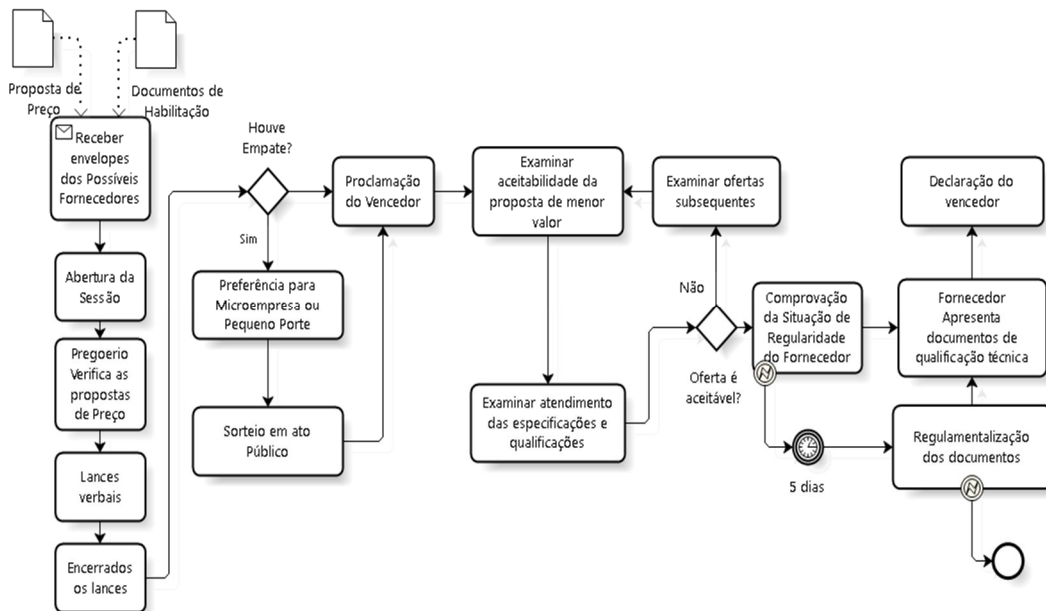 Proposta de
Preço
Documentos de
Habilitação
Receber
envelopes
dos Possíveis
Fornecedores
Abertura da
Sessão
Pregoerio
Verifica as
propostas
de Preço
Lances
verbais
Encerrados
os lances
Houve
Empate?
Sim
Preferência para
Microempresa ou
Pequeno Porte
Sorteio em ato
Público
Proclamação
do Vencedor
Examinar
aceitabilidade da
proposta de menor
valor
Examinar atendimento
das especificações e
qualificações
Examinar ofertas
subsequentes
Não
Oferta é
aceitável?
Comprovação
da Situação de
Regularidade
do Fornecedor
5 dias
Declaração do
vencedor
Fornecedor
Apresenta
documentos de
qualificação técnica
Regulamentalização
dos documentos